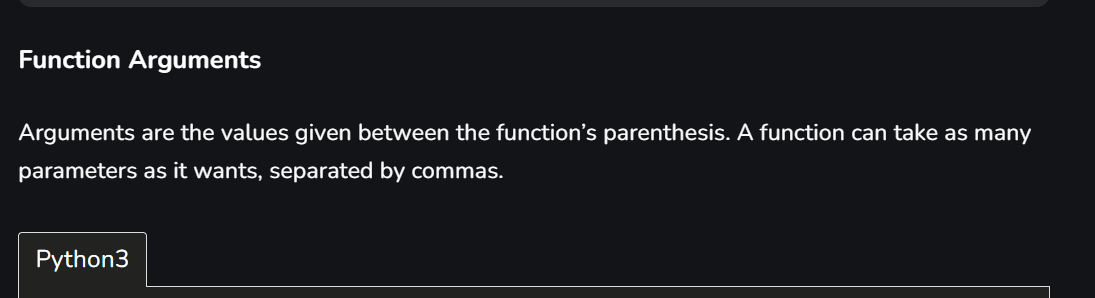 Function Arguments
Arguments are the values given between the function’s parenthesis. A function can take as many
parameters as it wants, separated by commas.
Python3